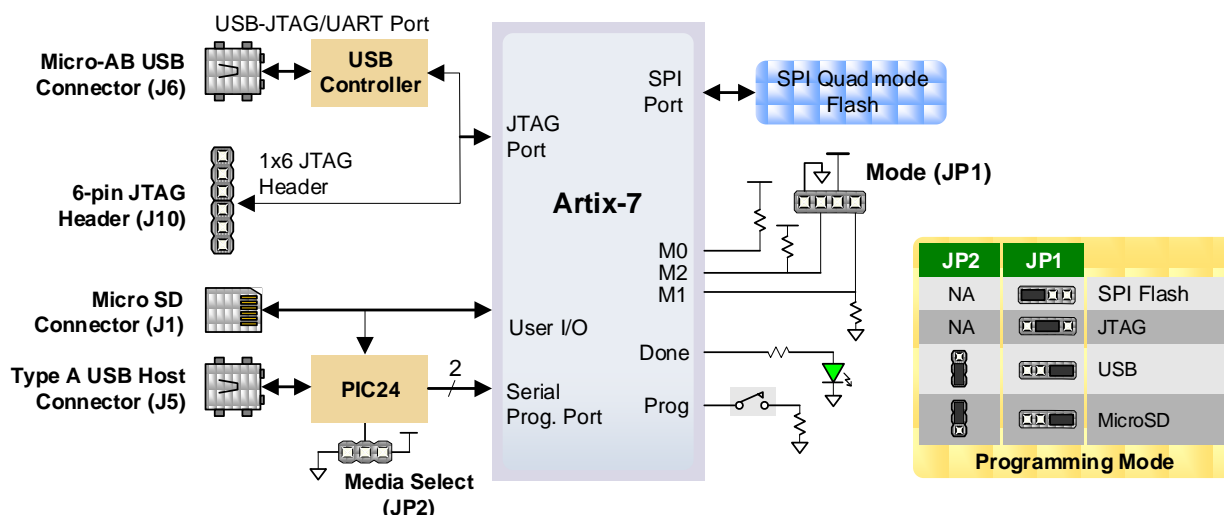 USB-JTAG/UART Port
Micro-AB USB
Connector (J6)
USB
Controller
6-pin JTAG
Header (J10)
1x6 JTAG
Header
Micro SD
Connector (J1)
Type A USB Host
Connector (J5)
PIC24
2
Media Select
(JP2)
JTAG
Port
User I/O
Serial
Prog. Port
Artix-7
SPI
Port
M0
M2
M1
Done
Prog
SPI Quad mode
Flash
Mode (JP1)
JP2 JP1
NA SPI Flash
NA JTAG
USB
MicroSD
Programming Mode